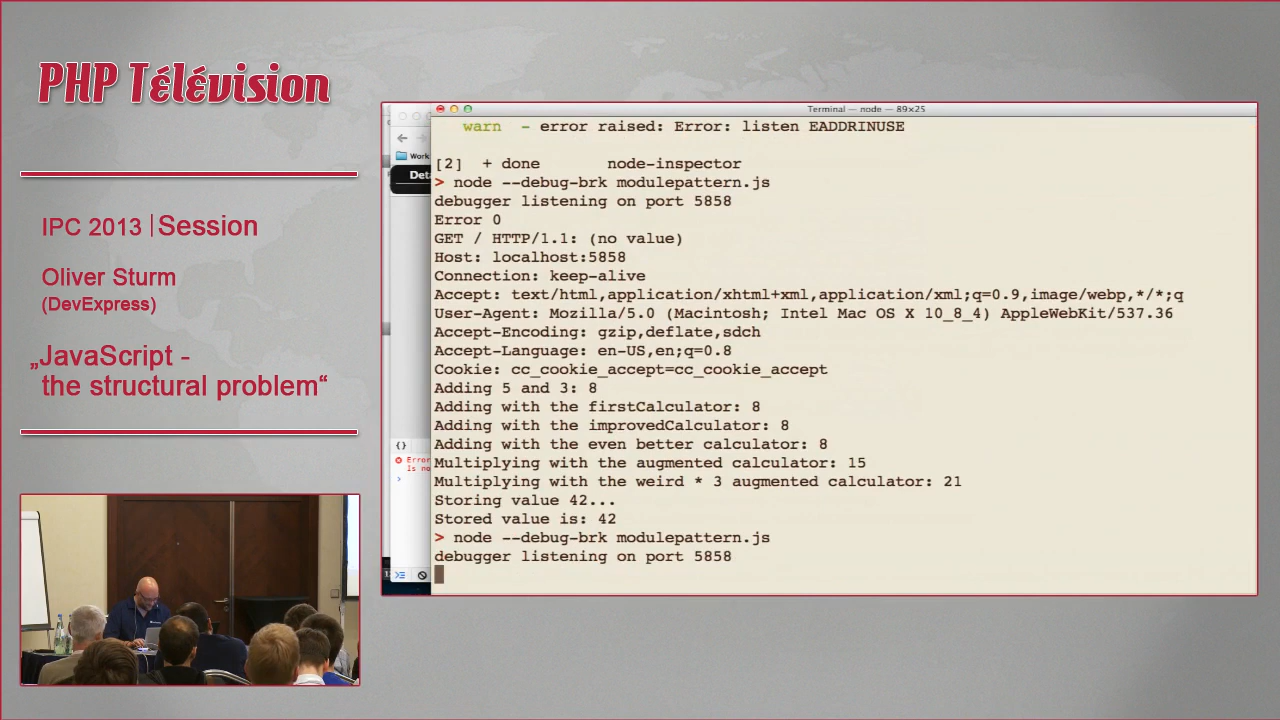 PHP Télévision
IPC 2013 | Session
Oliver Sturm
(DevExpress)
„JavaScript -
the structural problem“
Terminal — node — 89×25
warn - error raised: Error: listen EADDRINUSE
[2] + done node-inspector
> node --debug-brk modulepattern.js
debugger listening on port 5858
Error 0
GET / HTTP/1.1: (no value)
Host: localhost:5858
Connection: keep-alive
Accept: text/html,application/xhtml+xml,application/xml;q=0.9,image/webp,*/*;q
User-Agent: Mozilla/5.0 (Macintosh; Intel Mac OS X 10_8_4) AppleWebKit/537.36
Accept-Encoding: gzip,deflate,sdch
Accept-Language: en-US,en;q=0.8
Cookie: cc_cookie_accept=cc_cookie_accept
Adding 5 and 3: 8
Adding with the firstCalculator: 8
Adding with the improvedCalculator: 8
Adding with the even better calculator: 8
Multiplying with the augmented calculator: 15
Multiplying with the weird * 3 augmented calculator: 21
Storing value 42...
Stored value is: 42
> node --debug-brk modulepattern.js
debugger listening on port 5858
Work
Deta
{}
Error
is no
>